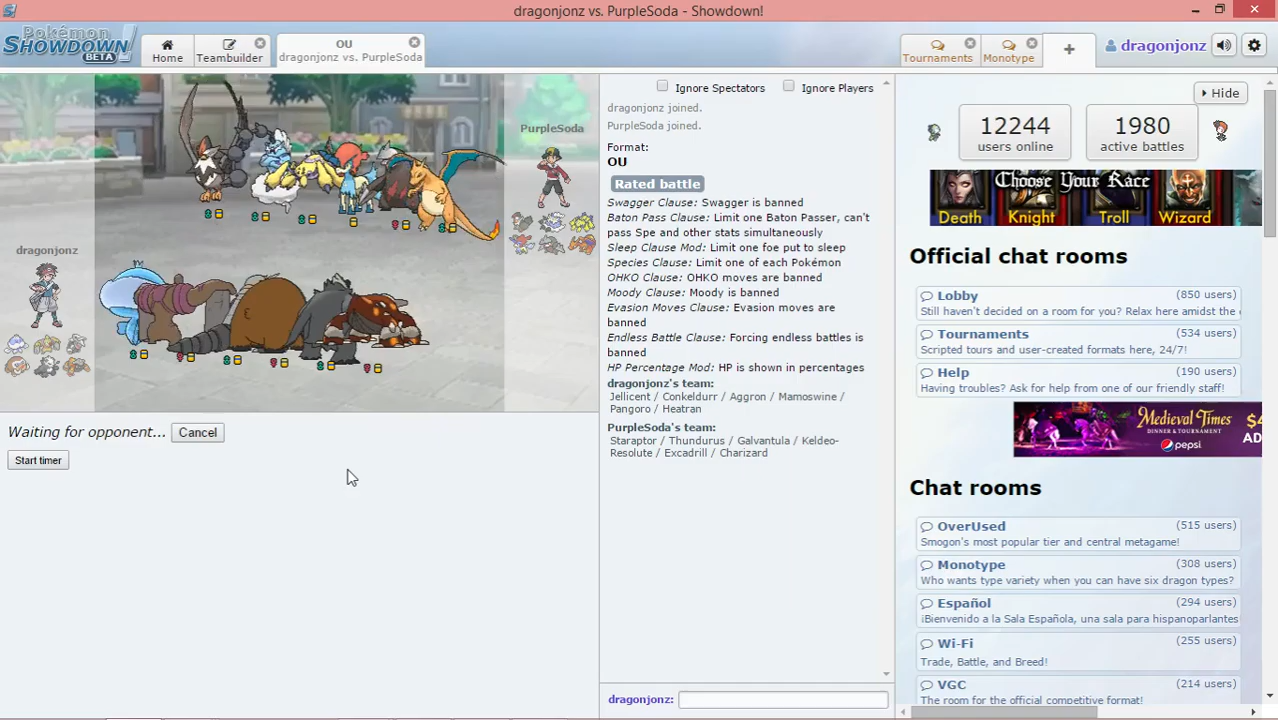 dragonjonz vs. PurpleSoda - Showdown!
Pokémon
Showdown!
BETA
Home
Teambuilder
OU
dragonjonz vs. PurpleSoda
Tournaments
Monotype
+
dragonjonz
PurpleSoda
dragonjonz
Waiting for opponent... Cancel
Start timer
Ignore Spectators Ignore Players
dragonjonz joined.
PurpleSoda joined.
Format:
OU
Rated battle
Swagger Clause: Swagger is banned
Baton Pass Clause: Limit one Baton Passer, can't
pass Spe and other stats simultaneously
Sleep Clause Mod: Limit one foe put to sleep
Species Clause: Limit one of each Pokémon
OHKO Clause: OHKO moves are banned
Moody Clause: Moody is banned
Evasion Moves Clause: Evasion moves are
banned
Endless Battle Clause: Forcing endless battles is
banned
HP Percentage Mod: HP is shown in percentages
dragonjonz's team:
Jellicent / Conkeldurr / Aggron / Mamoswine /
Pangoro / Heatran
PurpleSoda's team:
Staraptor / Thundurus / Galvantula / Keldeo-
Resolute / Excadrill / Charizard
dragonjonz:
Hide
12244
users online
1980
active battles
Choose Your Race
Death Knight Troll Wizard
Official chat rooms
Lobby (850 users)
Still haven't decided on a room for you? Relax here amidst the c
Tournaments (534 users)
Scripted tours and user-created formats here, 24/7!
Help (190 users)
Having troubles? Ask for help from one of our friendly staff!
Medieval Times
DINNER & TOURNAMENT
pepsi
$4
AD
Chat rooms
OverUsed (515 users)
Smogon's most popular tier and central metagame!
Monotype (308 users)
Who wants type variety when you can have six dragon types?
Español (294 users)
¡Bienvenido a la Sala Española, una sala para hispanoparlantes
Wi-Fi (255 users)
Trade, Battle, and Breed!
VGC (214 users)
The room for the official competitive format!